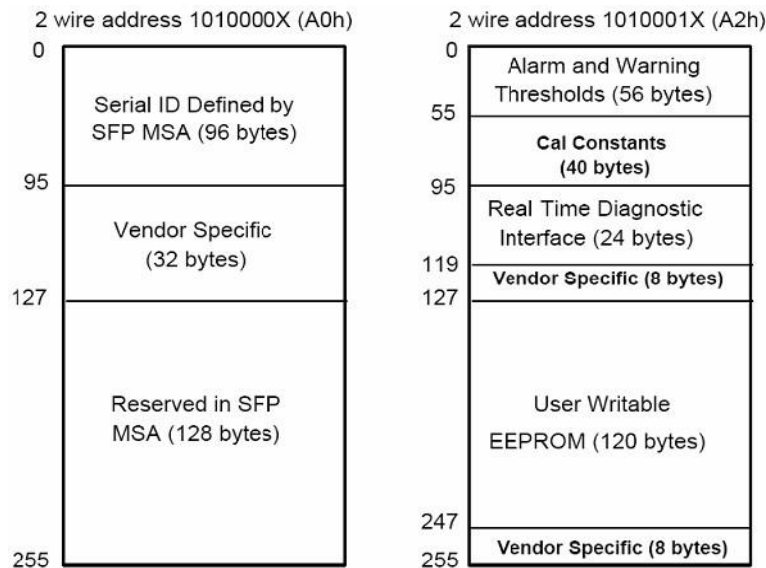 2 wire address 1010000X (A0h)
0
Serial ID Defined by
SFP MSA (96 bytes)
95
Vendor Specific
(32 bytes)
127
Reserved in SFP
MSA (128 bytes)
255
2 wire address 1010001X (A2h)
0
Alarm and Warning
Thresholds (56 bytes)
55
Cal Constants
(40 bytes)
95
Real Time Diagnostic
Interface (24 bytes)
119
Vendor Specific (8 bytes)
127
User Writable
EEPROM (120 bytes)
247
Vendor Specific (8 bytes)
255